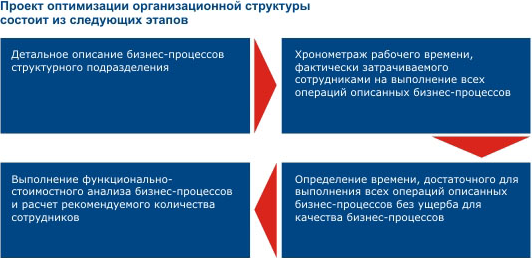 Проект оптимизации организационной структуры
состоит из следующих этапов
Детальное описание бизнес-процессов
структурного подразделения
Хронометраж рабочего времени,
фактически затрачиваемого
сотрудниками на выполнение всех
операций описанных бизнес-процессов
Определение времени, достаточного для
выполнения всех операций описанных
бизнес-процессов без ущерба для
качества бизнес-процессов
Выполнение функционально-
стоимостного анализа бизнес-процессов
и расчет рекомендуемого количества
сотрудников